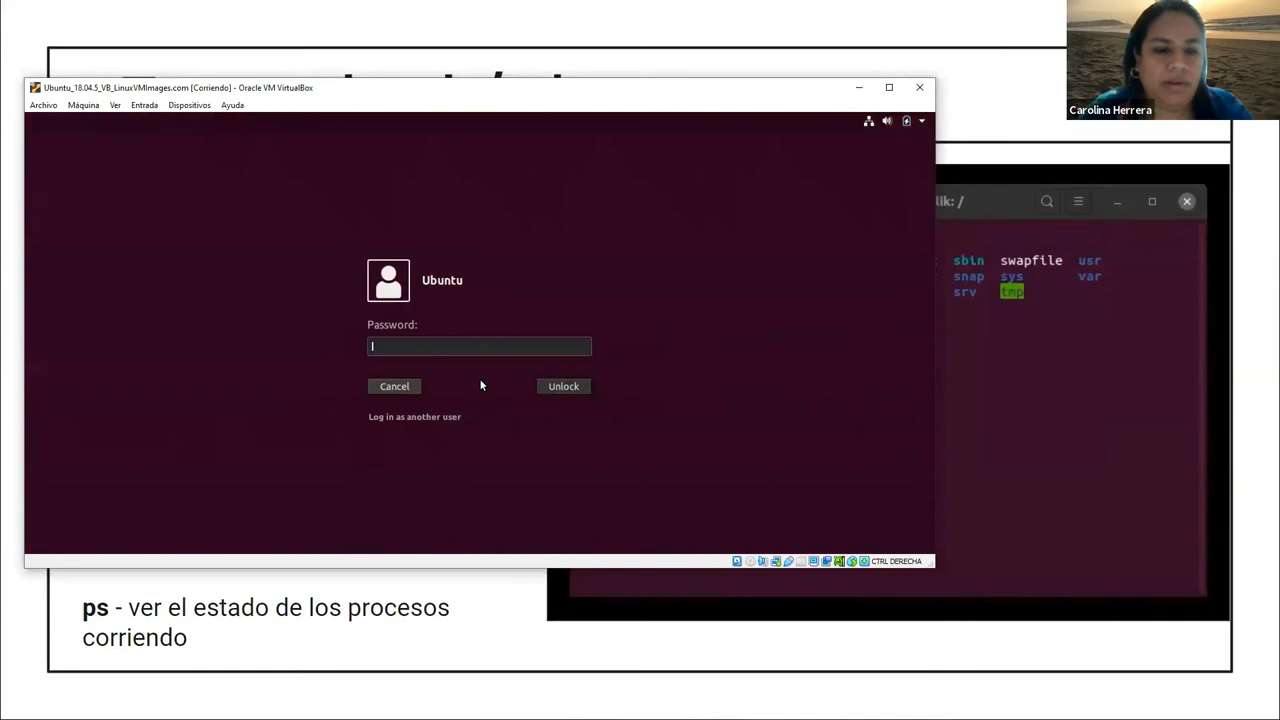 Carolina Herrera
Ubuntu_18.04.5_VB_LinuxVMImages.com [Corriendo] - Oracle VM VirtualBox
Archivo Máquina Ver Entrada Dispositivos Ayuda
lik: /
Ubuntu
Password:
Cancel
Unlock
Log in as another user
sbin swapfile usr
snap sys var
srv tmp
CTRL DERECHA
ps - ver el estado de los procesos
corriendo